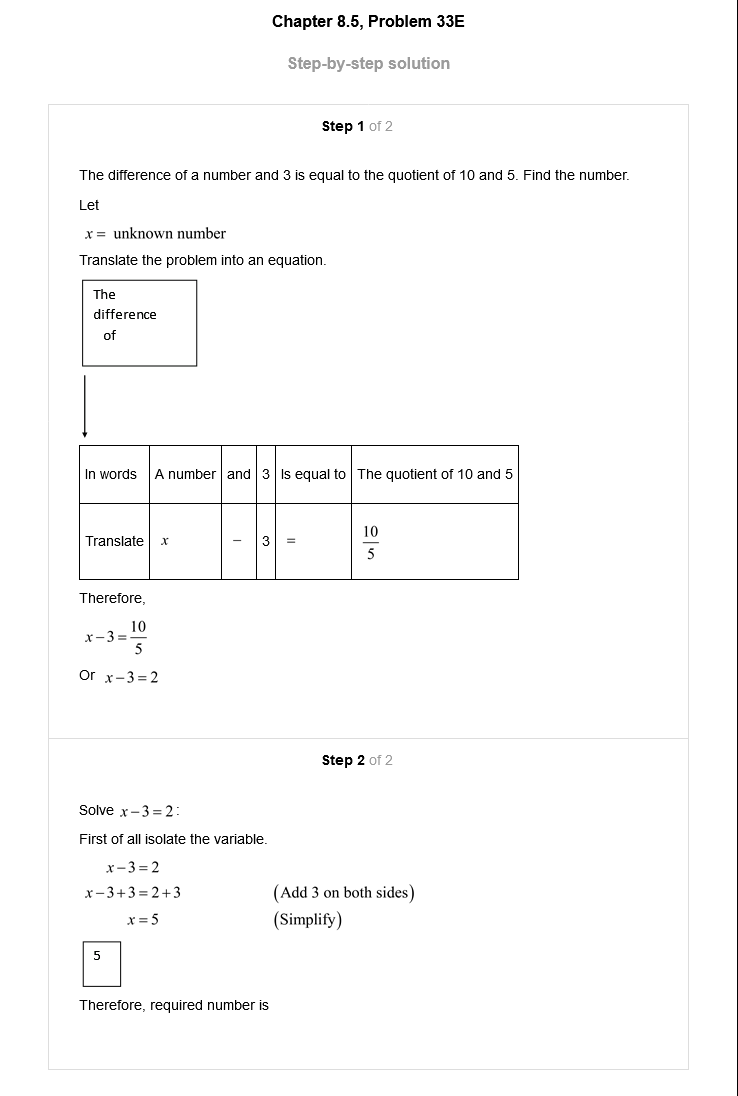 Chapter 8.5, Problem 33E
Step-by-step solution
Step 1 of 2
The difference of a number and 3 is equal to the quotient of 10 and 5. Find the number.
Let
x = unknown number
Translate the problem into an equation.
The
difference
of
In words A number and 3 Is equal to The quotient of 10 and 5
Translate x − 3 = 10/5
Therefore,
x − 3 = 10/5
Or x − 3 = 2
Step 2 of 2
Solve x − 3 = 2 :
First of all isolate the variable.
x − 3 = 2
x − 3 + 3 = 2 + 3 (Add 3 on both sides)
x = 5 (Simplify)
5
Therefore, required number is